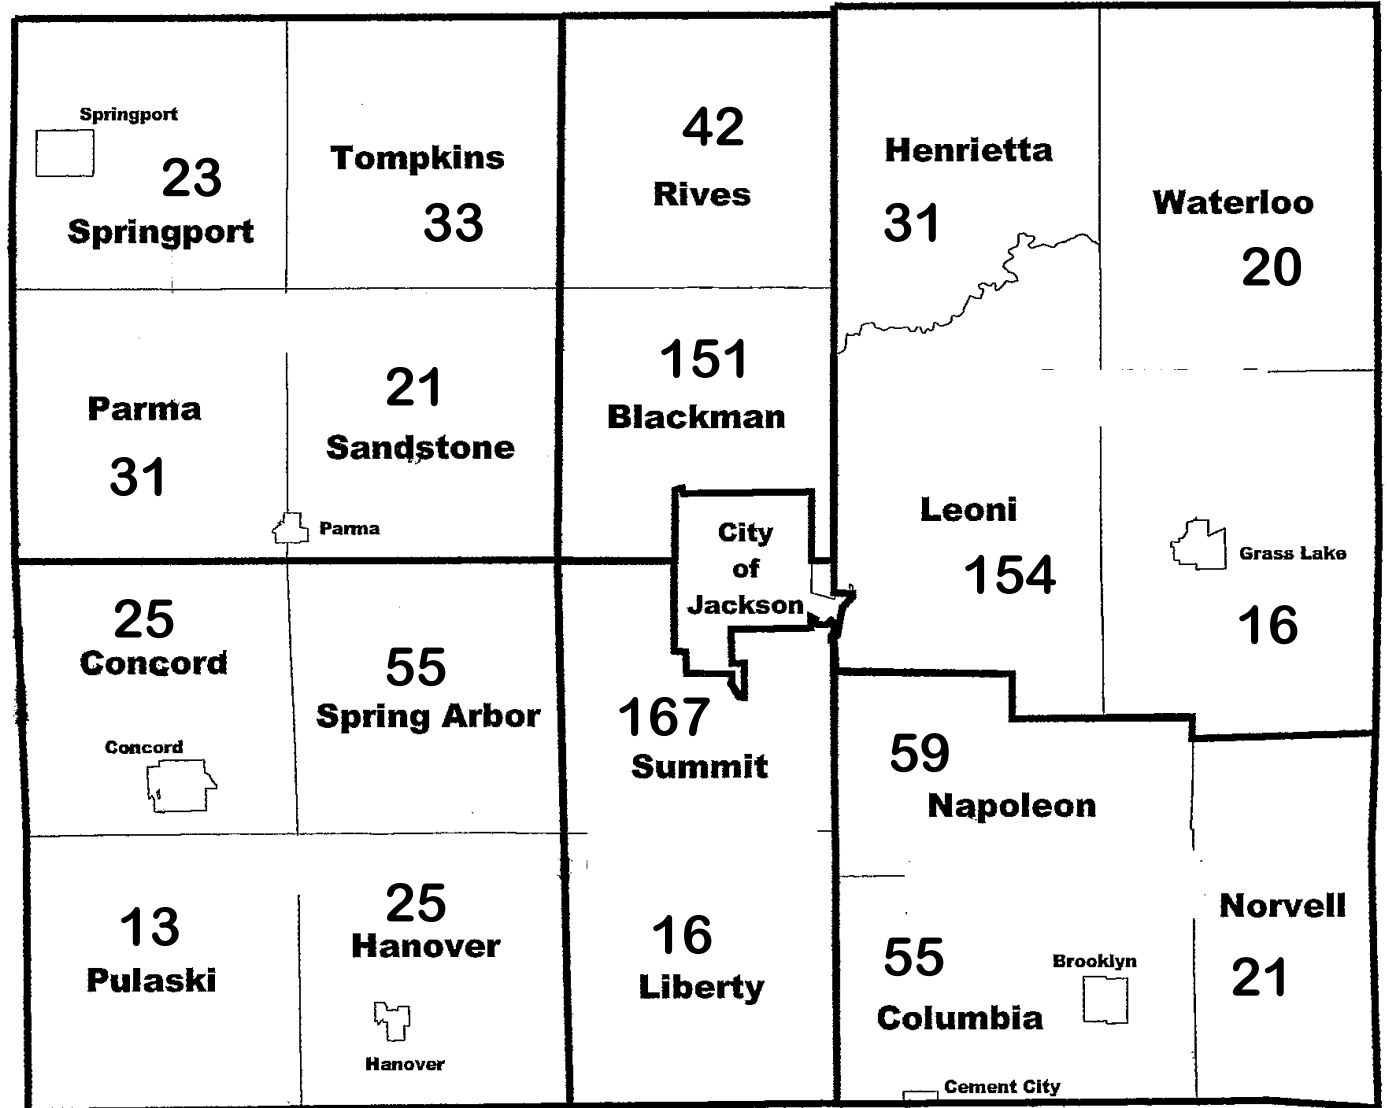 Springport
23
Springport
Tompkins
33
42
Rives
Henrietta
31
Waterloo
20
Parma
31
21
Sandstone
Parma
151
Blackman
City
of
Jackson
Leoni
154
Grass Lake
16
25
Concord
Concord
55
Spring Arbor
167
Summit
59
Napoleon
13
Pulaski
25
Hanover
Hanover
16
Liberty
55
Columbia
Brooklyn
Cement City
Norvell
21